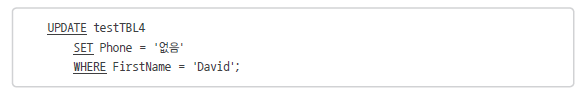 UPDATE testTBL4
SET Phone = '없음'
WHERE FirstName = 'David';